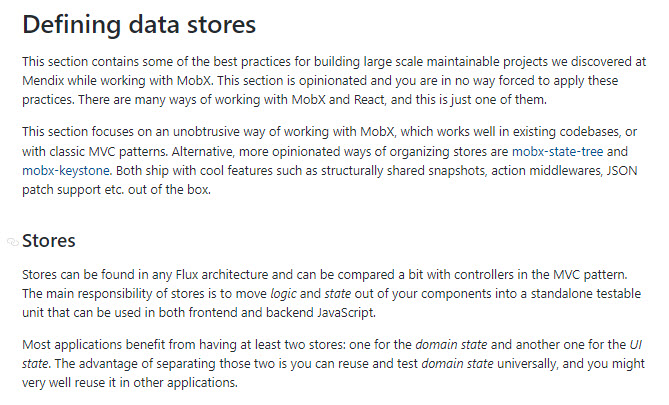 Defining data stores
This section contains some of the best practices for building large scale maintainable projects we discovered at
Mendix while working with MobX. This section is opinionated and you are in no way forced to apply these
practices. There are many ways of working with MobX and React, and this is just one of them.
This section focuses on an unobtrusive way of working with MobX, which works well in existing codebases, or
with classic MVC patterns. Alternative, more opinionated ways of organizing stores are mobx-state-tree and
mobx-keystone. Both ship with cool features such as structurally shared snapshots, action middlewares, JSON
patch support etc. out of the box.
Stores
Stores can be found in any Flux architecture and can be compared a bit with controllers in the MVC pattern.
The main responsibility of stores is to move logic and state out of your components into a standalone testable
unit that can be used in both frontend and backend JavaScript.
Most applications benefit from having at least two stores: one for the domain state and another one for the UI
state. The advantage of separating those two is you can reuse and test domain state universally, and you might
very well reuse it in other applications.